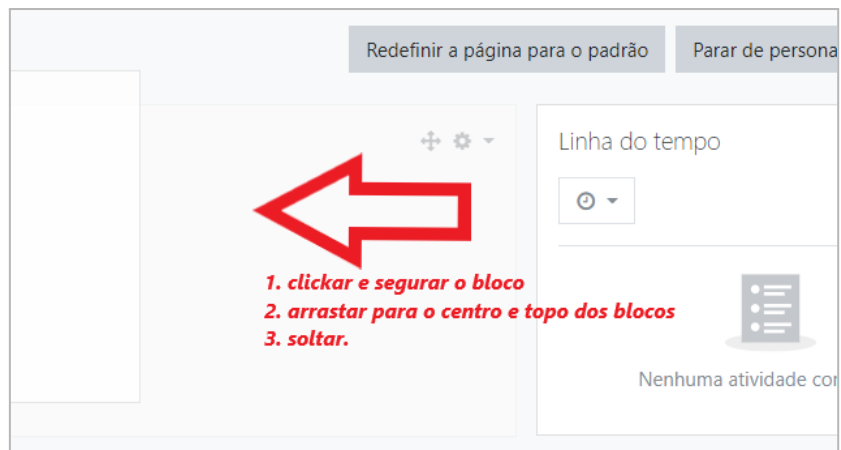 Redefinir a página para o padrão
Parar de persona
Linha do tempo
1. clickar e segurar o bloco
2. arrastar para o centro e topo dos blocos
3. soltar.
Nenhuma atividade cor